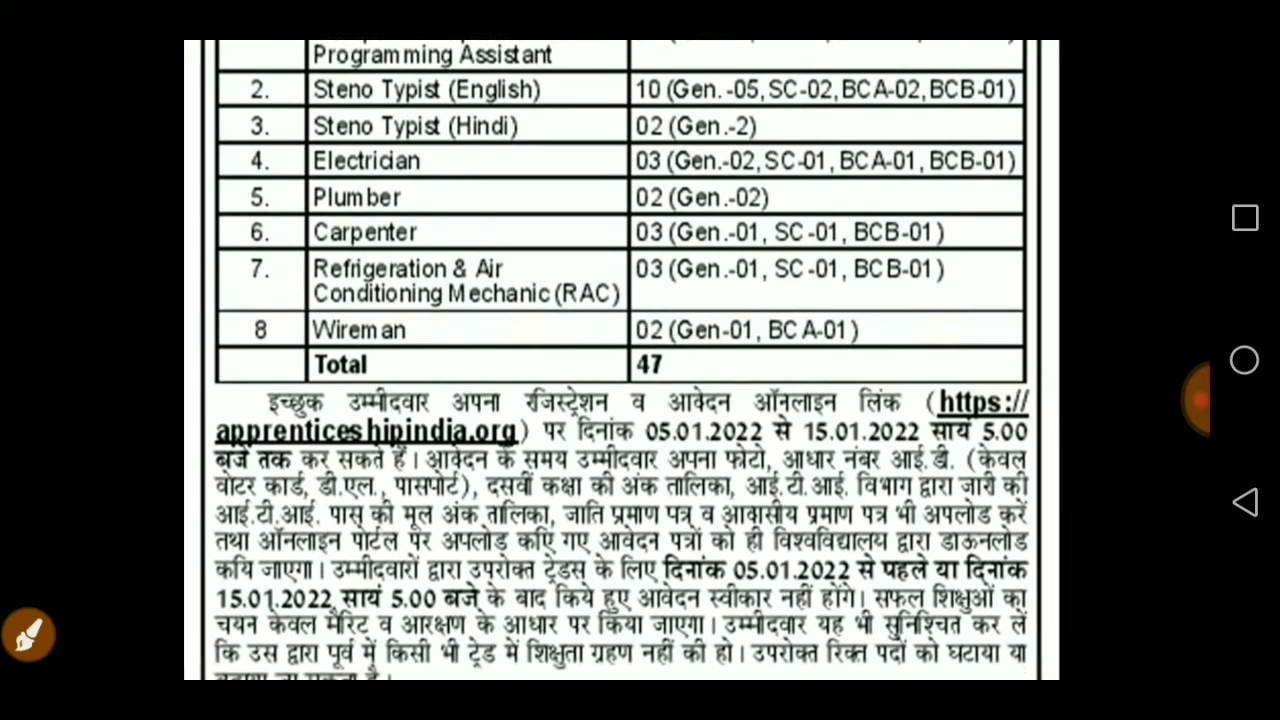 Programming Assistant
2. Steno Typist (English) 10 (Gen.-05, SC-02, BCA-02, BCB-01)
3. Steno Typist (Hindi) 02 (Gen.-2)
4. Electrician 03 (Gen.-02, SC-01, BCA-01, BCB-01)
5. Plumber 02 (Gen.-02)
6. Carpenter 03 (Gen.-01, SC-01, BCB-01)
7. Refrigeration & Air 03 (Gen.-01, SC-01, BCB-01)
Conditioning Mechanic (RAC)
8 Wireman 02 (Gen-01, BCA-01)
Total 47
इच्छुक उम्मीदवार अपना रजिस्ट्रेशन व आवेदन ऑनलाइन लिंक (https://
apprenticeshipindia.org) पर दिनांक 05.01.2022 से 15.01.2022 सायं 5.00
बजे तक कर सकते हैं। आवेदन के समय उम्मीदवार अपना फोटो, आधार नंबर आई.डी. (केवल
वोटर कार्ड, डी.एल., पासपोर्ट), दसवीं कक्षा की अंक तालिका, आई.टी.आई. विभाग द्वारा जारी की
आई.टी.आई. पास की मूल अंक तालिका, जाति प्रमाण पत्र व आवासीय प्रमाण पत्र भी अपलोड करें
तथा ऑनलाइन पोर्टल पर अपलोड किए गए आवेदन पत्रों को ही विश्वविद्यालय द्वारा डाऊनलोड
किय जाएगा। उम्मीदवारों द्वारा उपरोक्त ट्रेडस के लिए दिनांक 05.01.2022 से पहले या दिनांक
15.01.2022 सायं 5.00 बजे के बाद किये हुए आवेदन स्वीकार नहीं होंगे। सफल शिक्षुओं का
चयन केवल मैरिट व आरक्षण के आधार पर किया जाएगा। उम्मीदवार यह भी सुनिश्चित कर लें
कि उस द्वारा पूर्व में किसी भी ट्रेड में शिक्षुता ग्रहण नहीं की हो। उपरोक्त रिक्त पदों को घटाया या